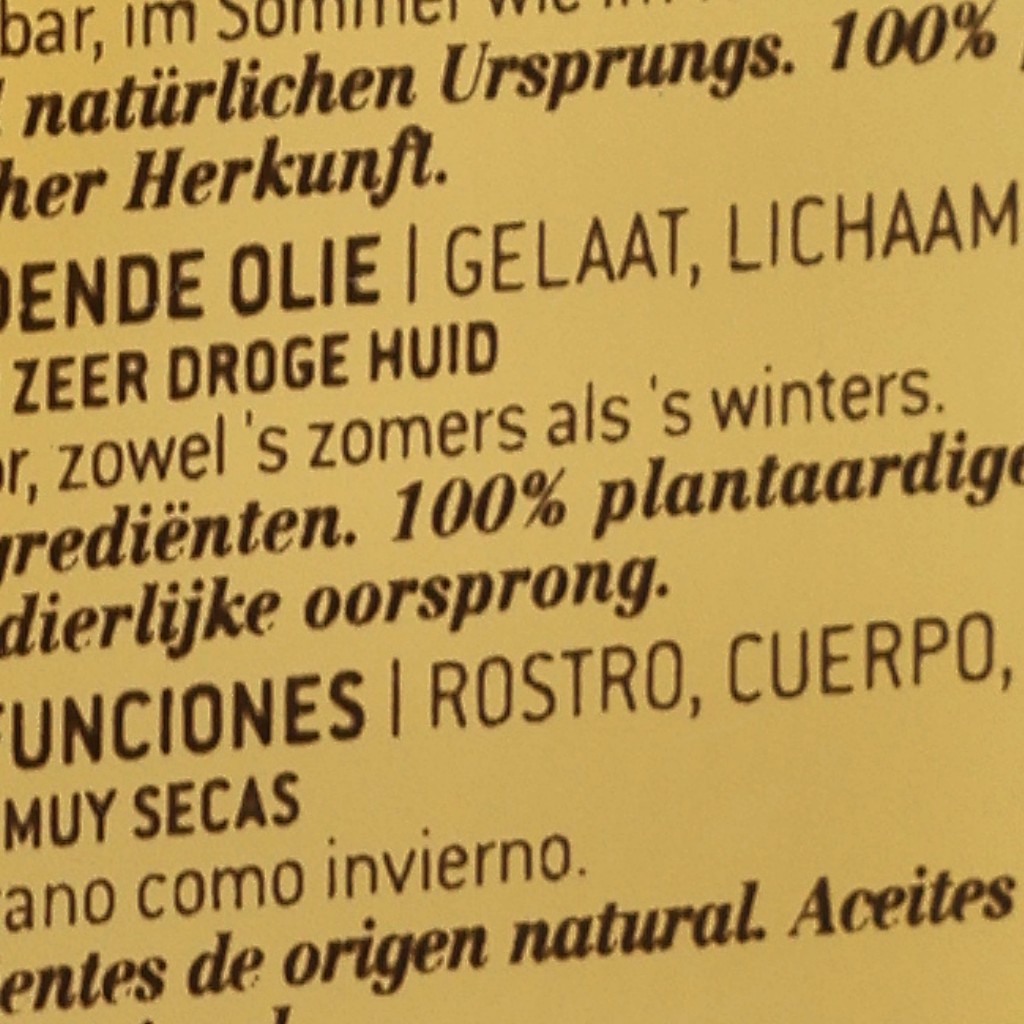 bar, im Sommer wie im
natürlichen Ursprungs. 100%
her Herkunft.
DENDE OLIE | GELAAT, LICHAAM
ZEER DROGE HUID
r, zowel 's zomers als 's winters.
grediënten. 100% plantaardige
dierlijke oorsprong.
FUNCIONES | ROSTRO, CUERPO,
MUY SECAS
rano como invierno.
entes de origen natural. Aceites